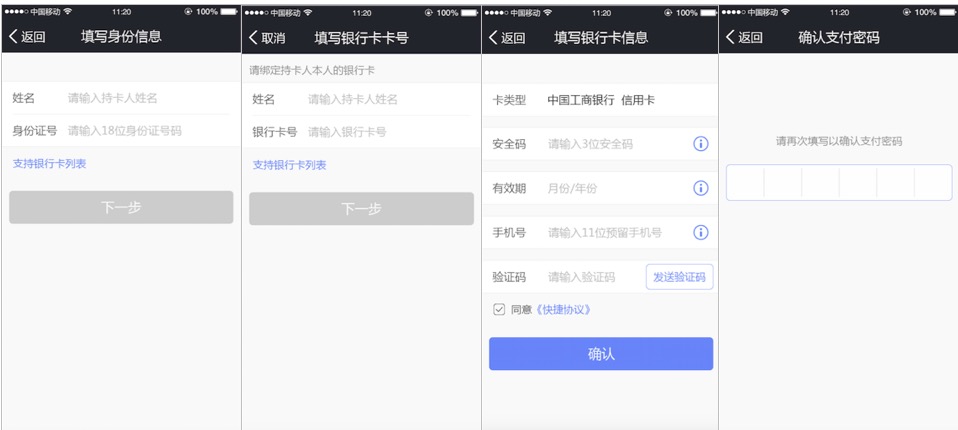 中国移动 11:20 100%
返回 填写身份信息
姓名 请输入持卡人姓名
身份证号 请输入18位身份证号码
支持银行卡列表
下一步
中国移动 11:20 100%
取消 填写银行卡卡号
请绑定持卡人本人的银行卡
姓名 请输入持卡人姓名
银行卡号 请输入银行卡号
支持银行卡列表
下一步
中国移动 11:20 100%
返回 填写银行卡信息
卡类型 中国工商银行 信用卡
安全码 请输入3位安全码
有效期 月份/年份
手机号 请输入11位预留手机号
验证码 请输入验证码 发送验证码
同意《快捷协议》
确认
中国移动 11:20 100%
返回 确认支付密码
请再次填写以确认支付密码